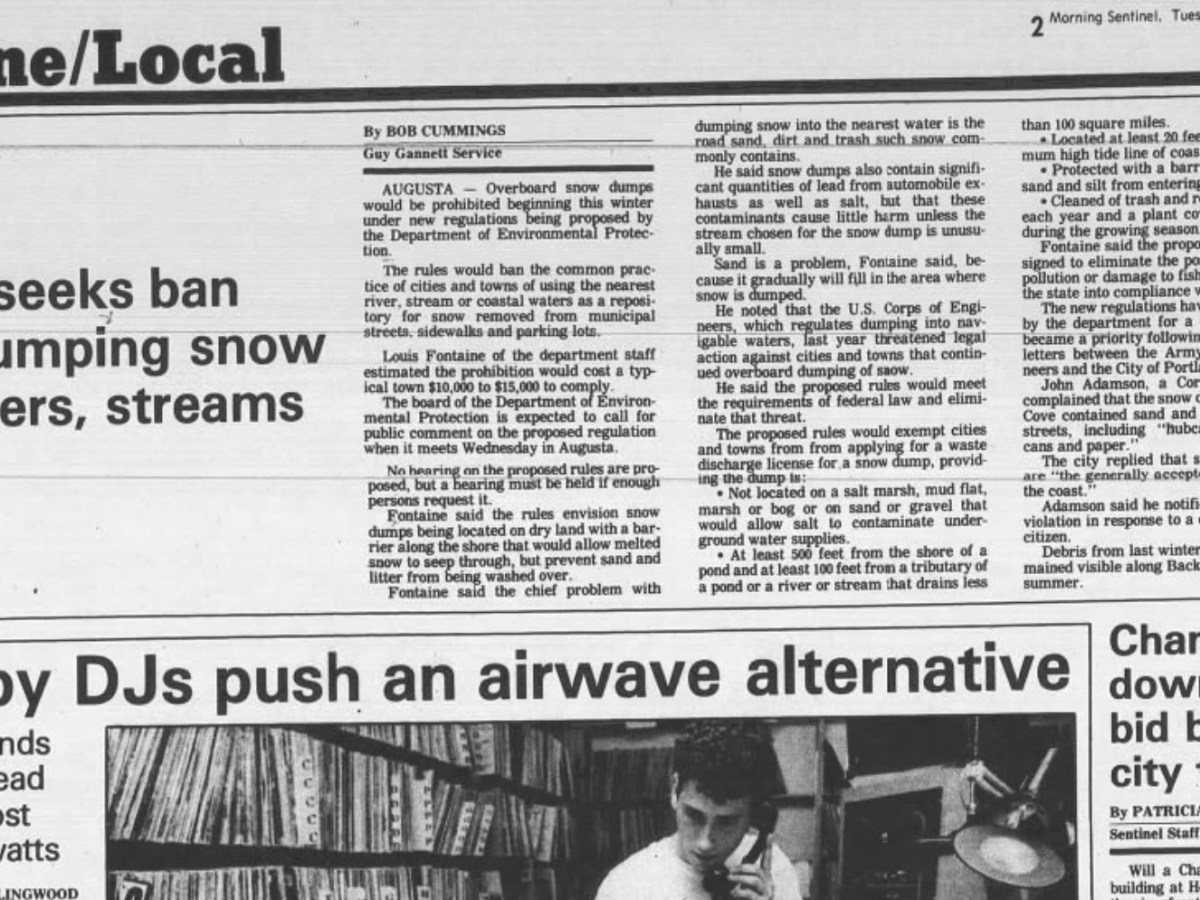 ne/Local
2 Morning Sentinel, Tues
seeks ban
umping snow
ers, streams
By BOB CUMMINGS
Guy Gannett Service
AUGUSTA — Overboard snow dumps
would be prohibited beginning this winter
under new regulations being proposed by
the Department of Environmental Protec-
tion.
The rules would ban the common prac-
tice of cities and towns of using the nearest
river, stream or coastal waters as a reposi-
tory for snow removed from municipal
streets, sidewalks and parking lots.
Louis Fontaine of the department staff
estimated the prohibition would cost a typ-
ical town $10,000 to $15,000 to comply.
The board of the Department of Environ-
mental Protection is expected to call for
public comment on the proposed regulation
when it meets Wednesday in Augusta.
No hearing on the proposed rules are pro-
posed, but a hearing must be held if enough
persons request it.
Fontaine said the rules envision snow
dumps being located on dry land with a bar-
rier along the shore that would allow melted
snow to seep through, but prevent sand and
litter from being washed over.
Fontaine said the chief problem with
dumping snow into the nearest water is the
road sand, dirt and trash such snow com-
monly contains.
He said snow dumps also contain signifi-
cant quantities of lead from automobile ex-
hausts as well as salt, but that these
contaminants cause little harm unless the
stream chosen for the snow dump is unusu-
ally small.
Sand is a problem, Fontaine said, be-
cause it gradually will fill in the area where
snow is dumped.
He noted that the U.S. Corps of Engi-
neers, which regulates dumping into nav-
igable waters, last year threatened legal
action against cities and towns that contin-
ued overboard dumping of snow.
He said the proposed rules would meet
the requirements of federal law and elimi-
nate that threat.
The proposed rules would exempt cities
and towns from from applying for a waste
discharge license for a snow dump, provid-
ing the dump is:
• Not located on a salt marsh, mud flat,
marsh or bog or on sand or gravel that
would allow salt to contaminate under-
ground water supplies.
• At least 500 feet from the shore of a
pond and at least 100 feet from a tributary of
a pond or a river or stream that drains less
than 100 square miles.
• Located at least 20 fee
mum high tide line of coas
• Protected with a barr
sand and silt from entering
• Cleaned of trash and r
each year and a plant co
during the growing season.
Fontaine said the propo
signed to eliminate the po
pollution or damage to fish
the state into compliance w
The new regulations hav
by the department for a
became a priority followin
letters between the Army
neers and the City of Portl
John Adamson, a Cor
complained that the snow d
Cove contained sand and
streets, including "hubca
cans and paper."
The city replied that s
are "the generally accept
the coast."
Adamson said he notifi
violation in response to a c
citizen.
Debris from last winter
mained visible along Back
summer.
by DJs push an airwave alternative
nds
ead
ost
watts
LINGWOOD
Char
down
bid b
city
By PATRICIA
Sentinel Staff
Will a Cha
building at H